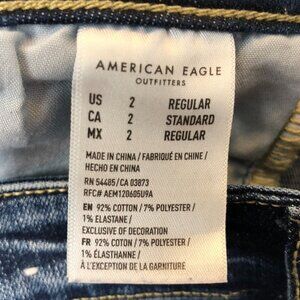 AMERICAN EAGLE
OUTFITTERS
US 2 REGULAR
CA 2 STANDARD
MX 2 REGULAR
MADE IN CHINA / FABRIQUÉ EN CHINE /
HECHO EN CHINA
RN 54485/CA 03873
RFC# AEM120605U9A
EN 92% COTTON / 7% POLYESTER /
1% ELASTANE /
EXCLUSIVE OF DECORATION
FR 92% COTON / 7% POLYESTER /
1% ÉLASTHANNE /
À L'EXCEPTION DE LA GARNITURE